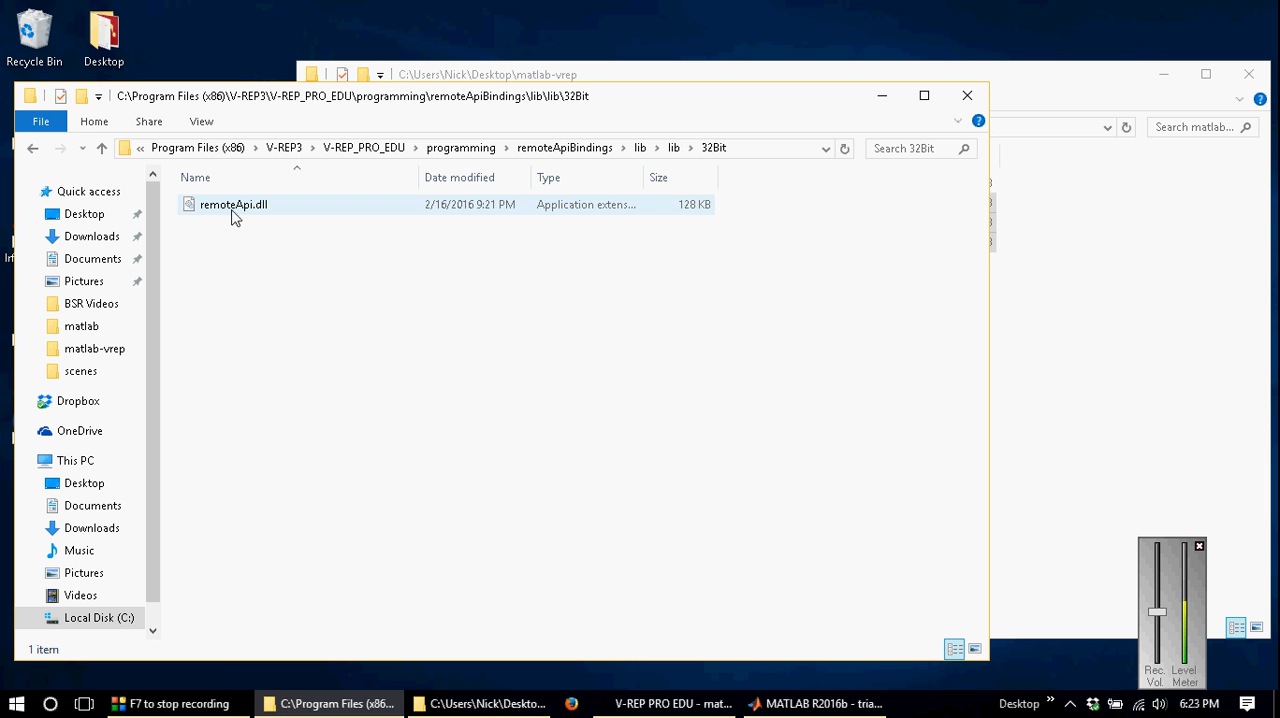 Recycle Bin
Desktop
C:\Users\Nick\Desktop\matlab-vrep
C:\Program Files (x86)\V-REP3\V-REP_PRO_EDU\programming\remoteApiBindings\lib\lib\32Bit
File Home Share View
« Program Files (x86) > V-REP3 > V-REP_PRO_EDU > programming > remoteApiBindings > lib > lib > 32Bit
Search 32Bit
Search matlab...
Name Date modified Type Size
remoteApi.dll 2/16/2016 9:21 PM Application extens... 128 KB
Quick access
Desktop
Downloads
Documents
Pictures
BSR Videos
matlab
matlab-vrep
scenes
Dropbox
OneDrive
This PC
Desktop
Documents
Downloads
Music
Pictures
Videos
Local Disk (C:)
1 item
Rec. Level
Vol. Meter
F7 to stop recording
C:\Program Files (x86...
C:\Users\Nick\Deskto...
V-REP PRO EDU - mat...
MATLAB R2016b - tria...
Desktop
6:23 PM